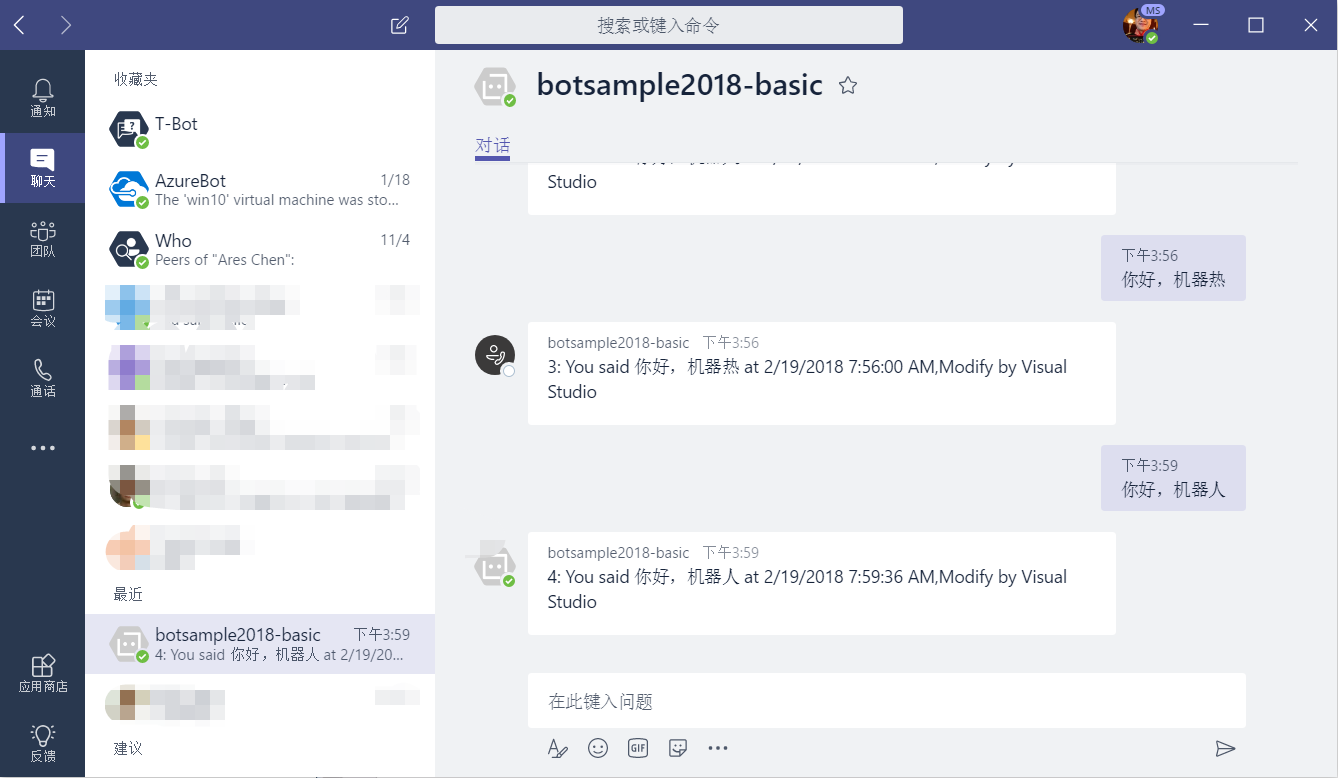 搜索或键入命令
MS
通知
聊天
团队
会议
通话
应用商店
反馈
收藏夹
T-Bot
AzureBot 1/18
The 'win10' virtual machine was sto...
Who 11/4
Peers of "Ares Chen":
最近
botsample2018-basic 下午3:59
4: You said 你好，机器人 at 2/19/20...
建议
botsample2018-basic
对话
Studio
下午3:56
你好，机器热
botsample2018-basic 下午3:56
3: You said 你好，机器热 at 2/19/2018 7:56:00 AM,Modify by Visual
Studio
下午3:59
你好，机器人
botsample2018-basic 下午3:59
4: You said 你好，机器人 at 2/19/2018 7:59:36 AM,Modify by Visual
Studio
在此键入问题
GIF